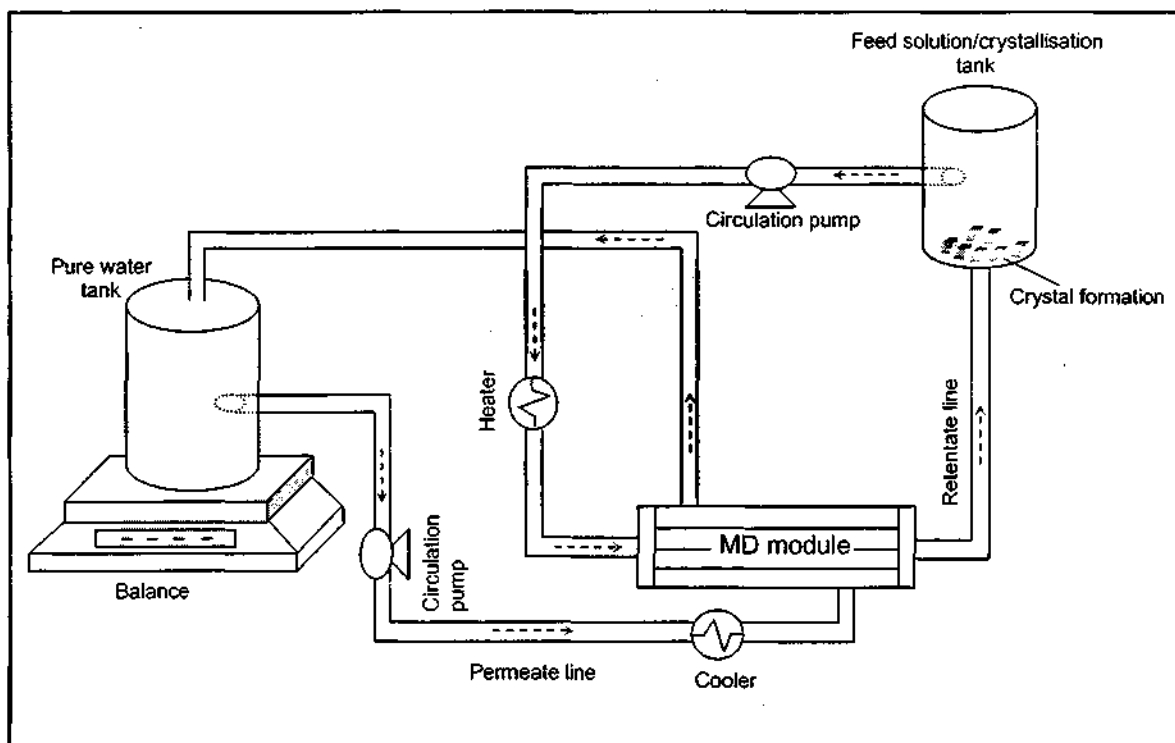 Feed solution/crystallisation
tank
Circulation pump
Pure water
tank
Crystal formation
Heater
Relentate line
MD module
Circulation
pump
Balance
Permeate line
Cooler